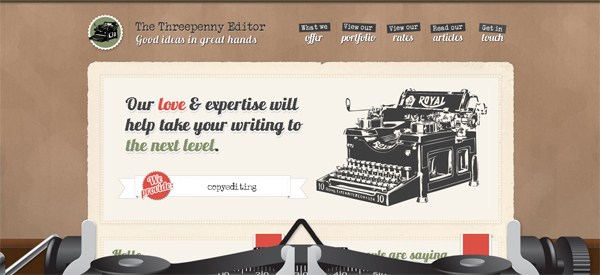 The Threepenny Editor
Good ideas in great hands
What we offer
View our portfolio
View our rates
Read our articles
Get in touch
Our love & expertise will
help take your writing to
the next level.
We provide:
copyediting
ROYAL
10 10
Hello
are saying